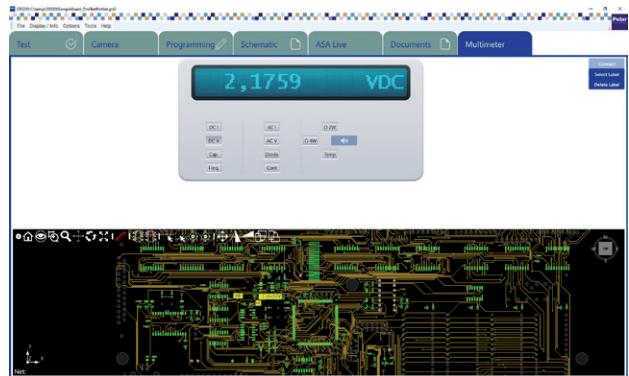 Polar
File Display/Info Options Tools Help
Test Camera Programming Schematic ASA Live Documents Multimeter
Connect
Select Label
Delete Label
2,1759 VDC
DC I AC I Ω 2W
DC V AC V Ω 4W
Cap. Diode Temp.
Freq. Cont.
TOP
Y
Z X
Net: